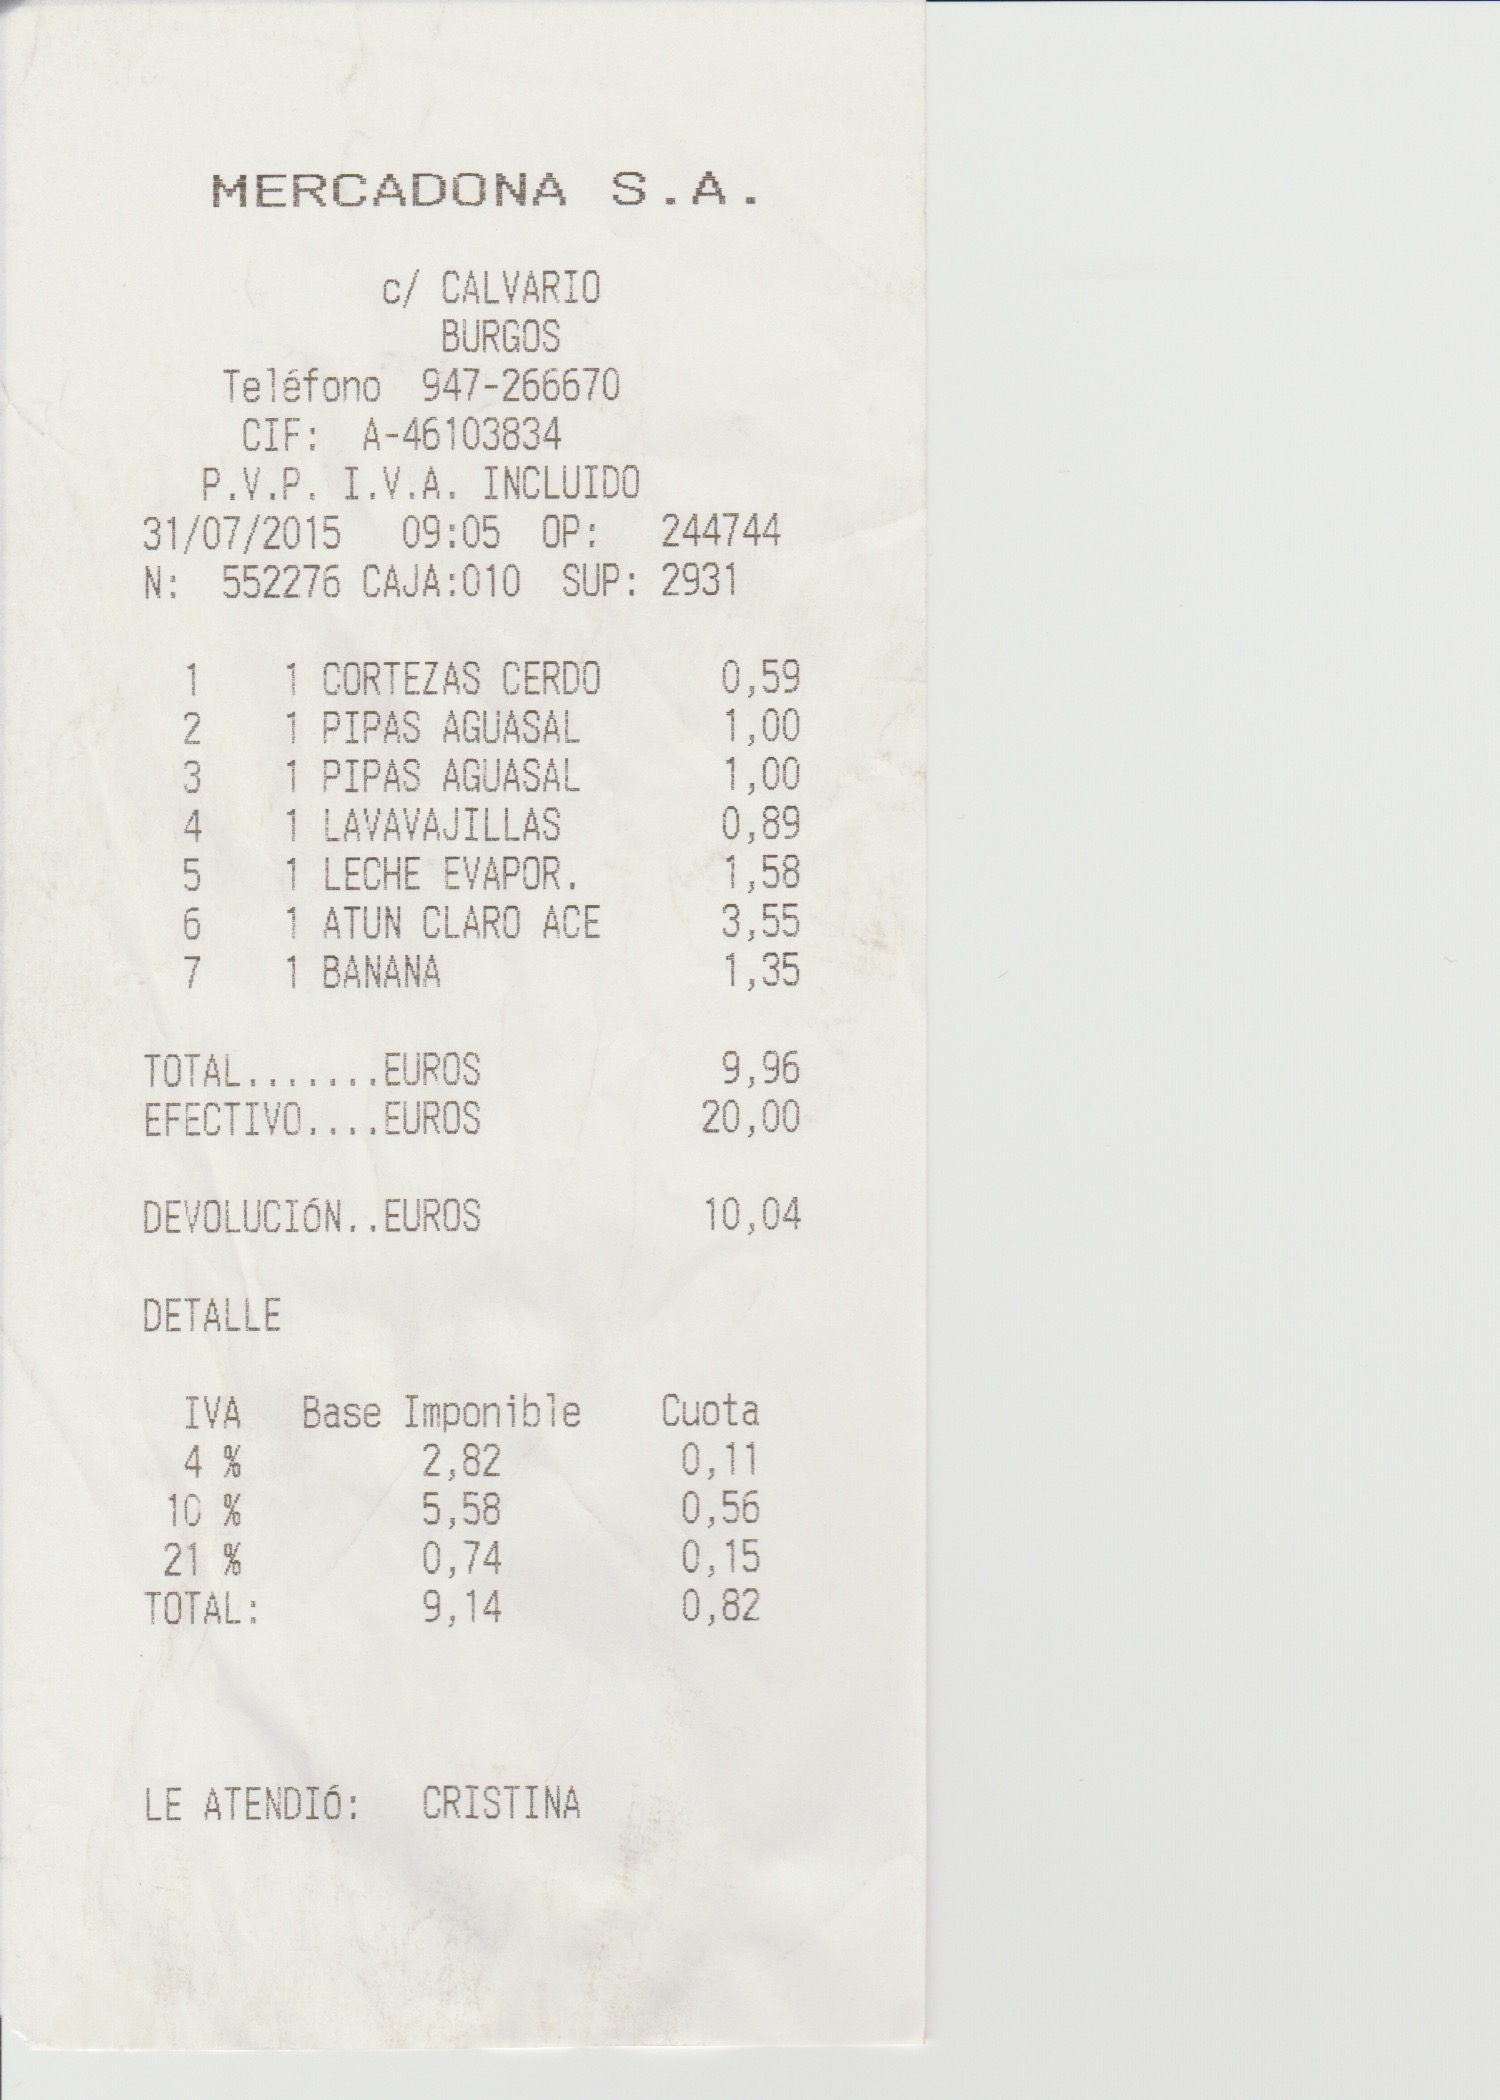 MERCADONA S.A.
c/ CALVARIO
BURGOS
Teléfono 947-266670
CIF: A-46103834
P.V.P. I.V.A. INCLUIDO
31/07/2015 09:05 OP: 244744
N: 552276 CAJA:010 SUP: 2931
1 1 CORTEZAS CERDO 0,59
2 1 PIPAS AGUASAL 1,00
3 1 PIPAS AGUASAL 1,00
4 1 LAVAVAJILLAS 0,89
5 1 LECHE EVAPOR. 1,58
6 1 ATUN CLARO ACE 3,55
7 1 BANANA 1,35
TOTAL.......EUROS 9,96
EFECTIVO....EUROS 20,00
DEVOLUCIóN..EUROS 10,04
DETALLE
IVA Base Imponible Cuota
4 % 2,82 0,11
10 % 5,58 0,56
21 % 0,74 0,15
TOTAL: 9,14 0,82
LE ATENDIó: CRISTINA